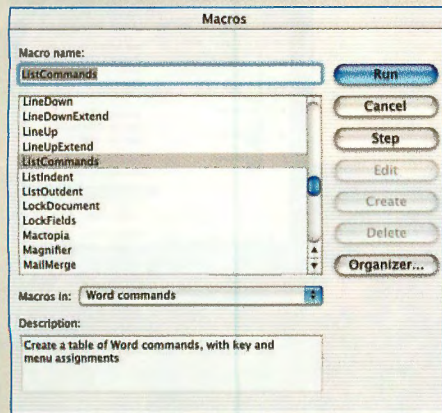 Macros
Macro name:
ListCommands
Run
LineDown
LineDownExtend
LineUp
LineUpExtend
ListCommands
ListIndent
ListOutdent
LockDocument
LockFields
Mactopia
Magnifier
MailMerge
Cancel
Step
Edit
Create
Delete
Organizer...
Macros in: Word commands
Description:
Create a table of Word commands, with key and
menu assignments